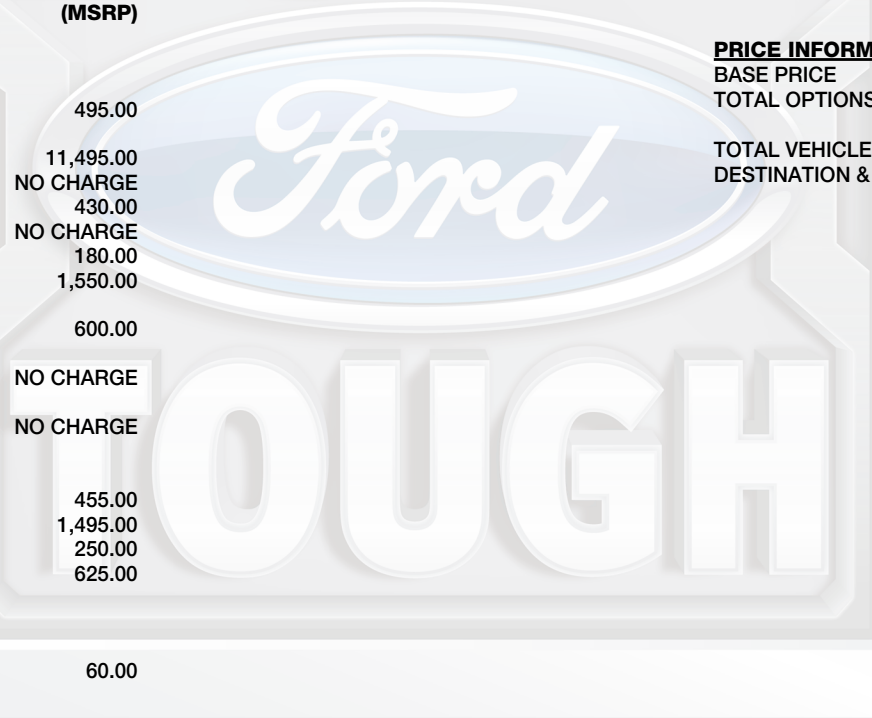 (MSRP)
495.00
11,495.00
NO CHARGE
430.00
NO CHARGE
180.00
1,550.00
600.00
NO CHARGE
NO CHARGE
455.00
1,495.00
250.00
625.00
60.00
PRICE INFORM
BASE PRICE
TOTAL OPTIONS
TOTAL VEHICLE
DESTINATION &
Ford
TOUGH